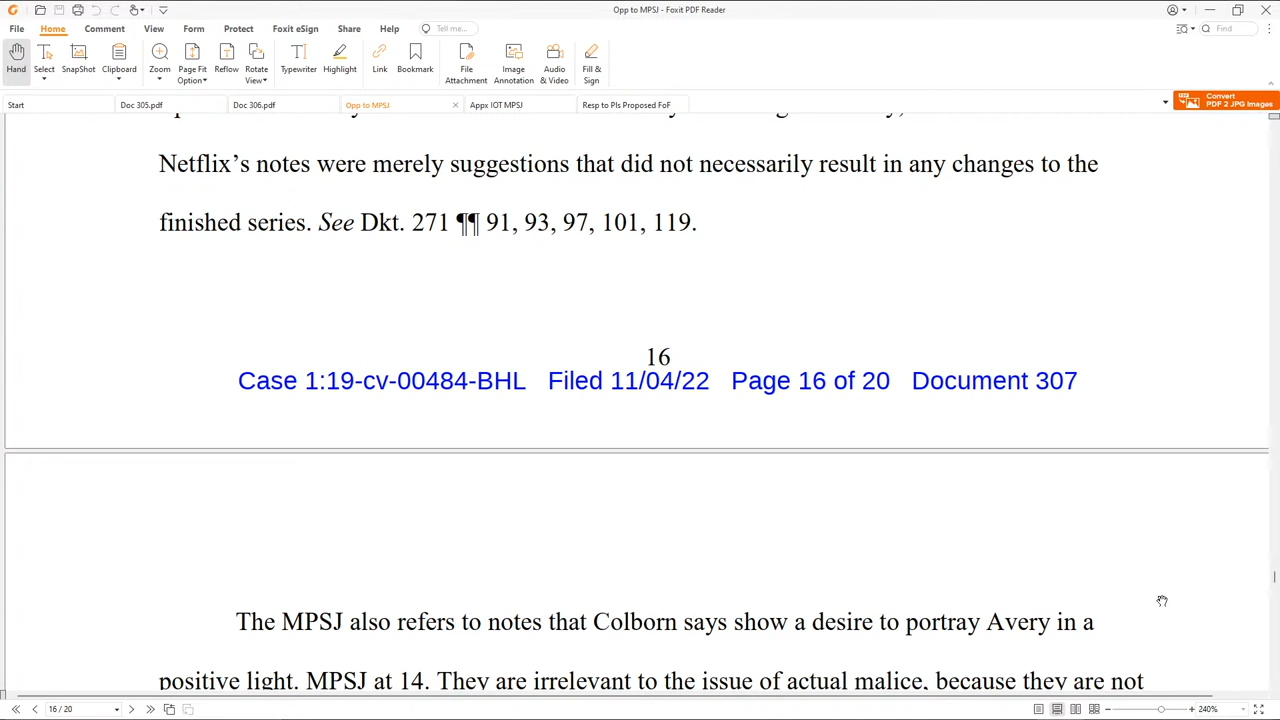 Opp to MPSJ - Foxit PDF Reader
File Home Comment View Form Protect Foxit eSign Share Help Tell me... Find
Hand Select SnapShot Clipboard Zoom Page Fit Option Reflow Rotate View Typewriter Highlight Link Bookmark File Attachment Image Annotation Audio & Video Fill & Sign
Start Doc 305.pdf Doc 306.pdf Opp to MPSJ Appx IOT MPSJ Resp to Pls Proposed FoF
Convert
PDF 2 JPG Images
Netflix’s notes were merely suggestions that did not necessarily result in any changes to the
finished series. See Dkt. 271 ¶¶ 91, 93, 97, 101, 119.
16
Case 1:19-cv-00484-BHL Filed 11/04/22 Page 16 of 20 Document 307
The MPSJ also refers to notes that Colborn says show a desire to portray Avery in a
positive light. MPSJ at 14. They are irrelevant to the issue of actual malice, because they are not
16 / 20 240%